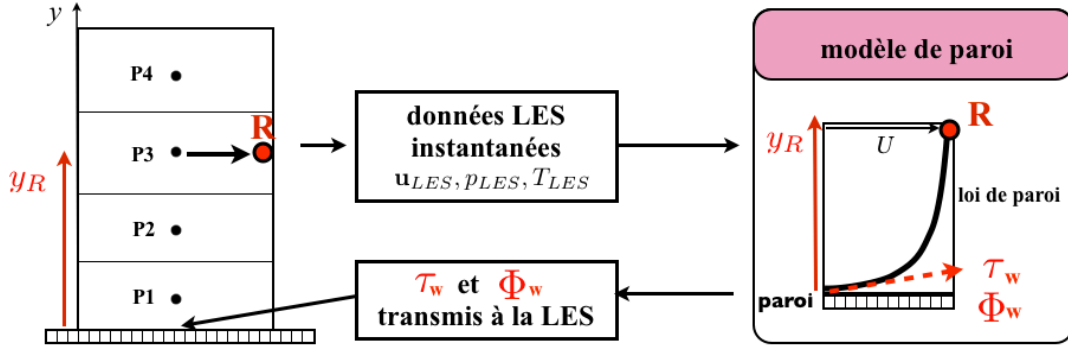 y
P4
R
P3
y_R
P2
P1
données LES
instantanées
u_LES, p_LES, T_LES
τ_w et Φ_w
transmis à la LES
modèle de paroi
R
y_R
U
loi de paroi
τ_w
paroi
Φ_w